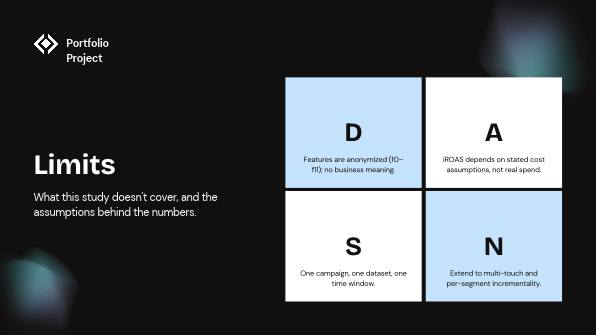 Portfolio
Project
Limits
What this study doesn't cover, and the
assumptions behind the numbers.
D
Features are anonymized (f0–
f11); no business meaning.
A
iROAS depends on stated cost
assumptions, not real spend.
S
One campaign, one dataset, one
time window.
N
Extend to multi-touch and
per-segment incrementality.